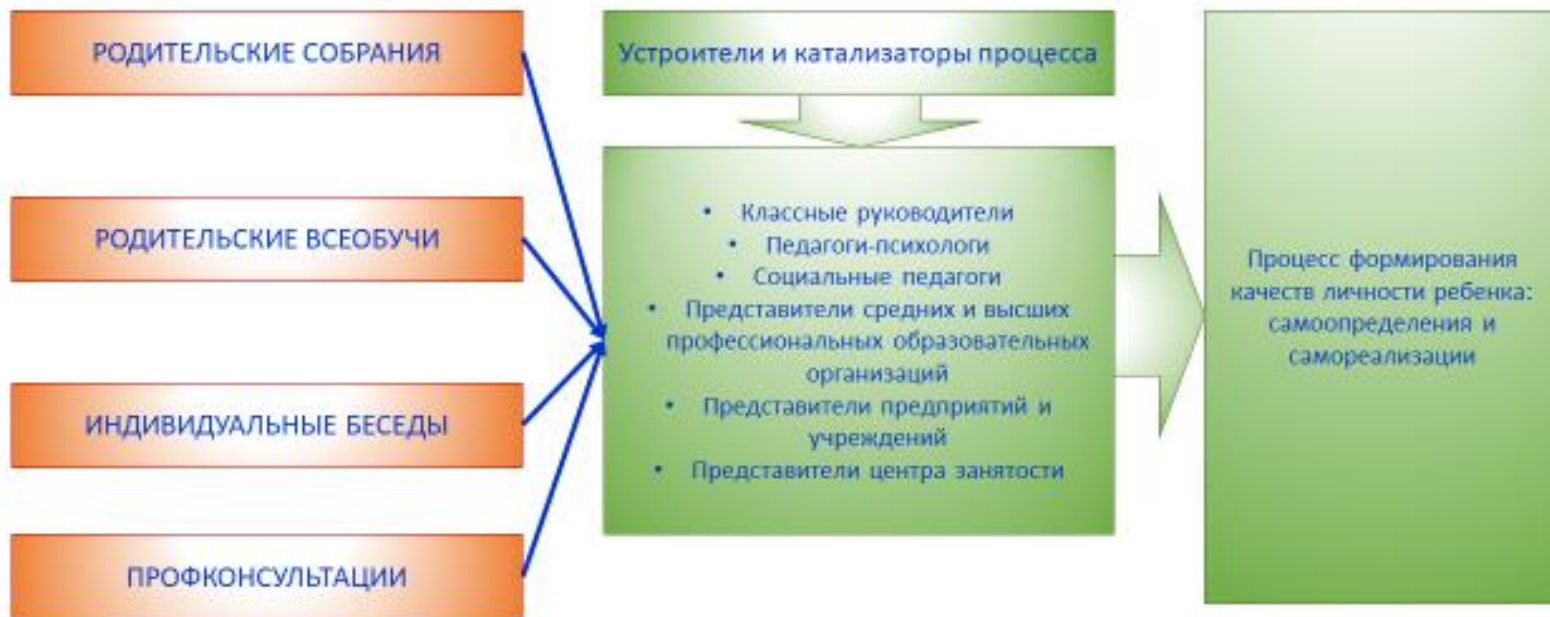 РОДИТЕЛЬСКИЕ СОБРАНИЯ
РОДИТЕЛЬСКИЕ ВСЕОБУЧИ
ИНДИВИДУАЛЬНЫЕ БЕСЕДЫ
ПРОФКОНСУЛЬТАЦИИ
Устроители и катализаторы процесса
• Классные руководители
• Педагоги-психологи
• Социальные педагоги
• Представители средних и высших
профессиональных образовательных
организаций
• Представители предприятий и
учреждений
• Представители центра занятости
Процесс формирования
качеств личности ребенка:
самоопределения и
самореализации